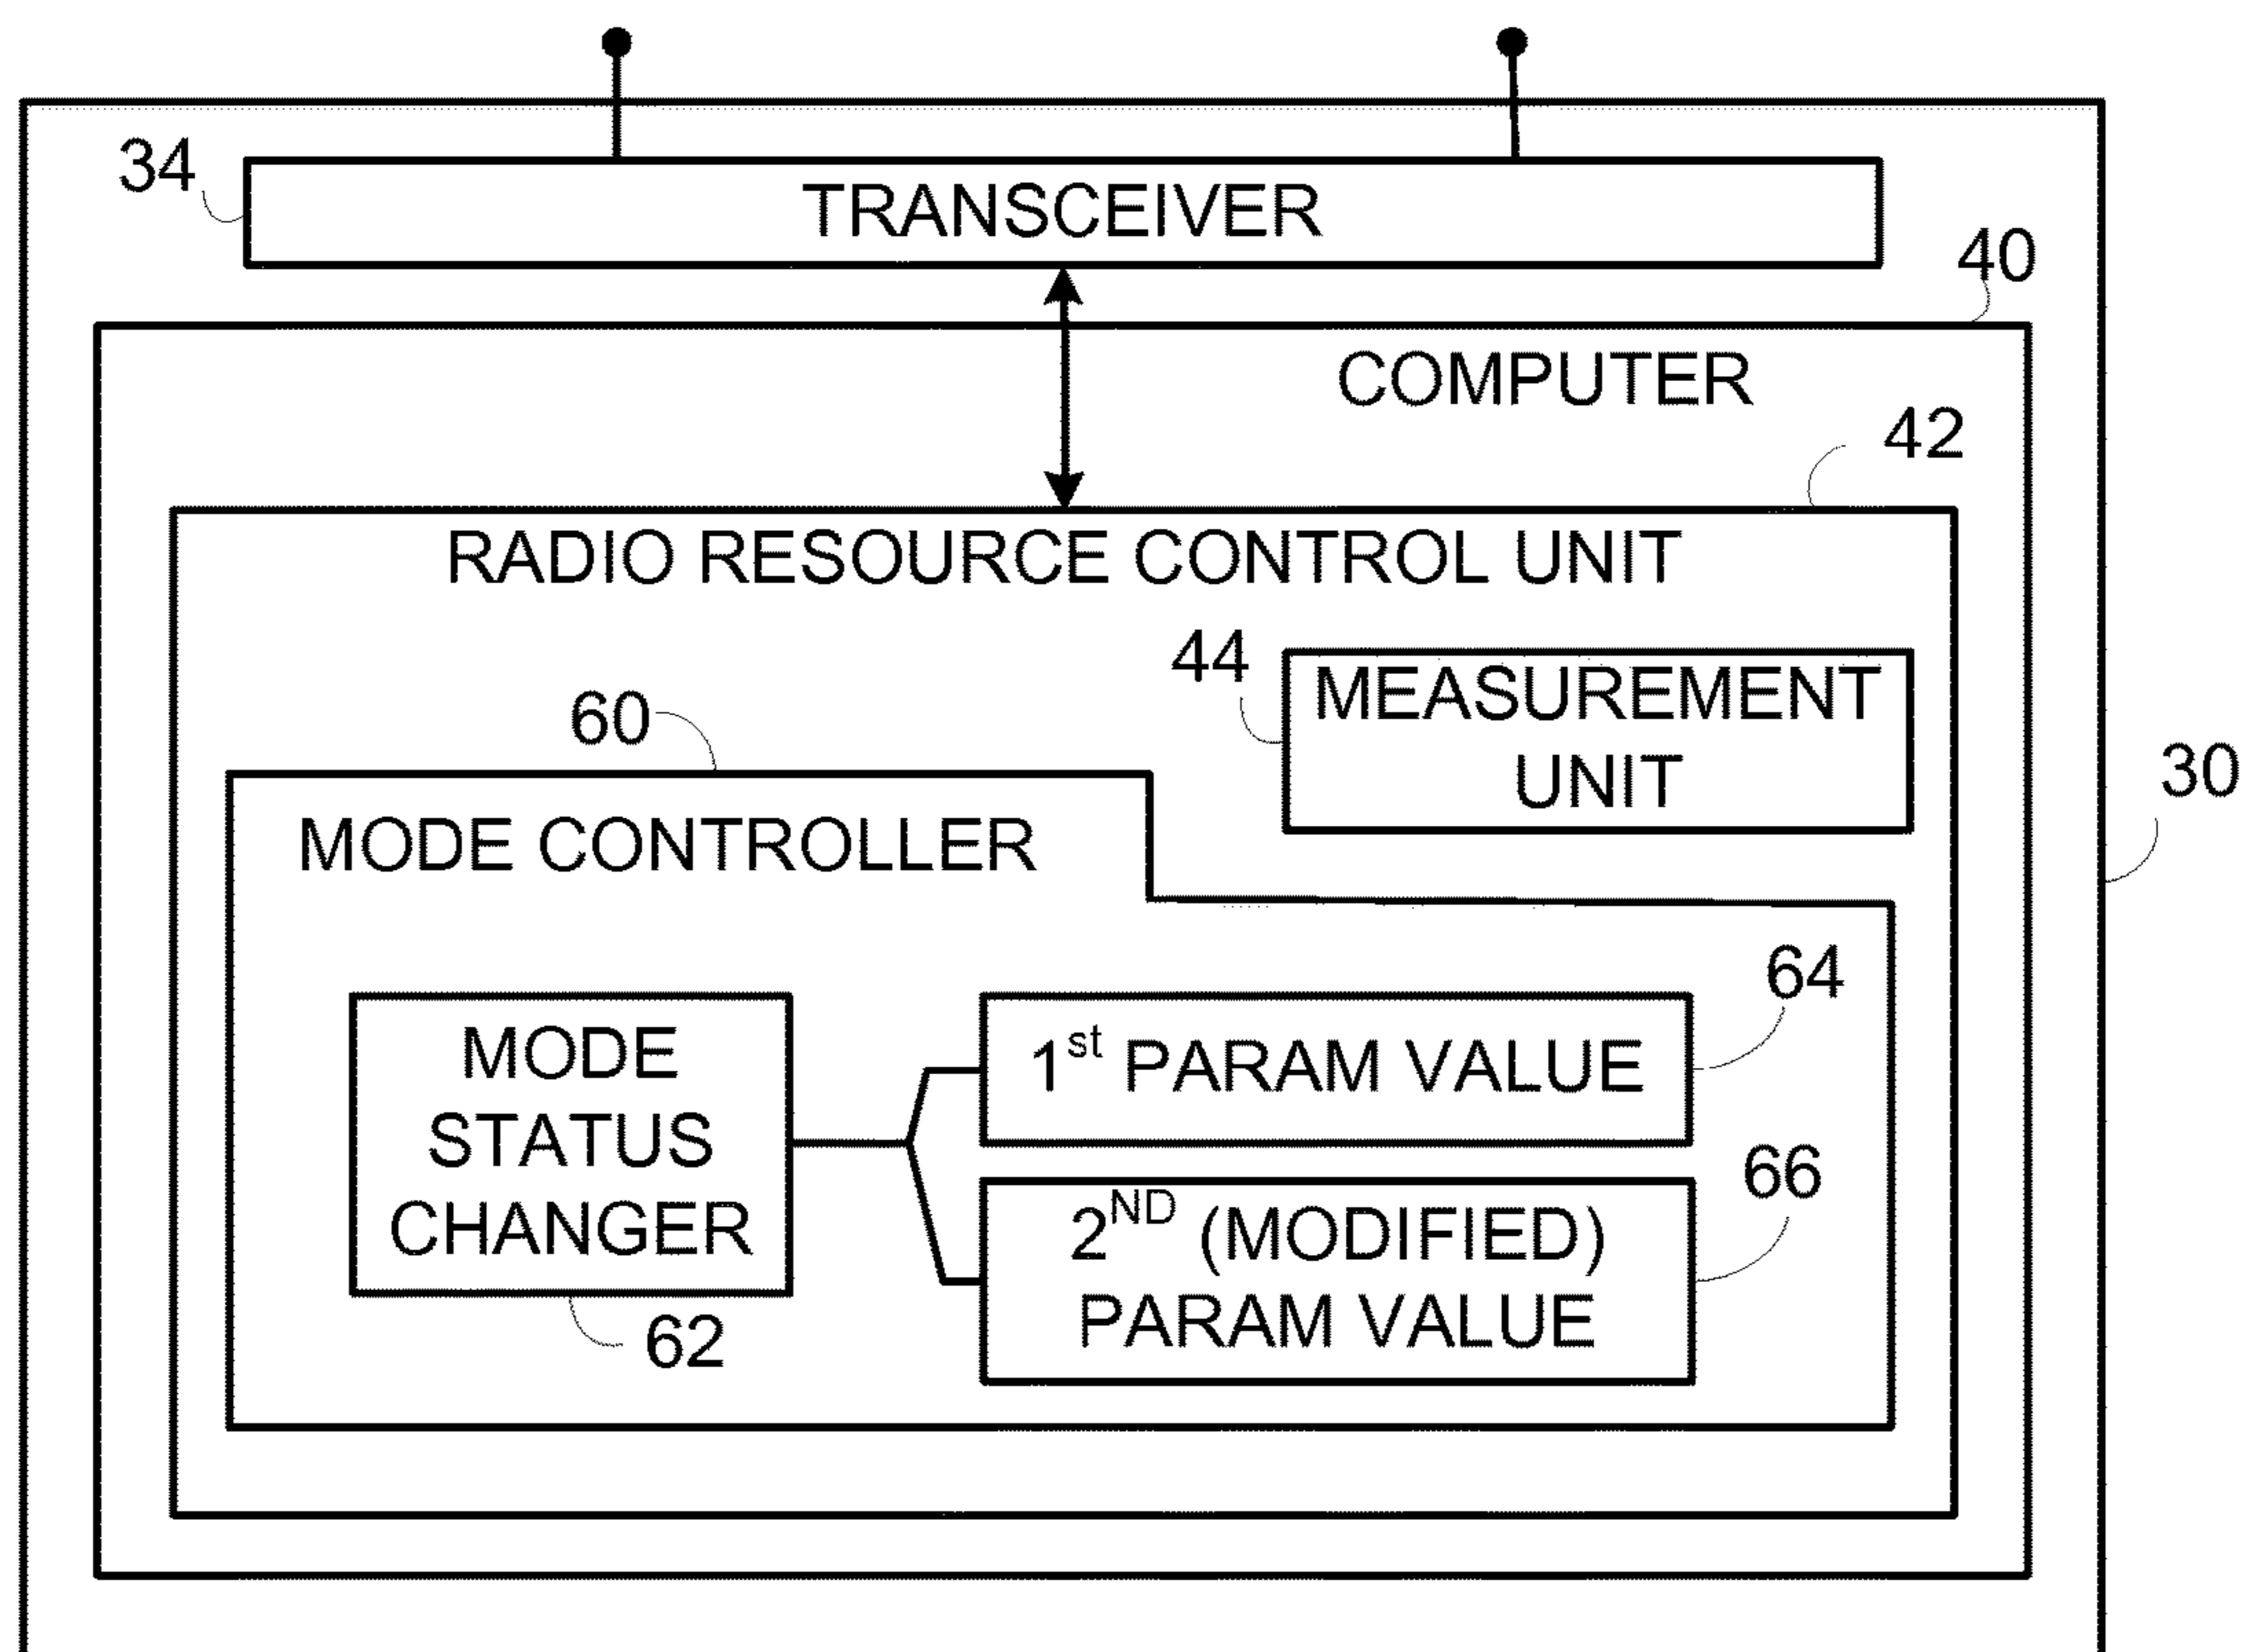 34
TRANSCEIVER
40
COMPUTER
42
RADIO RESOURCE CONTROL UNIT
44
MEASUREMENT
UNIT
60
30
MODE CONTROLLER
64
MODE
STATUS
CHANGER
1st PARAM VALUE
66
2ND (MODIFIED)
PARAM VALUE
62